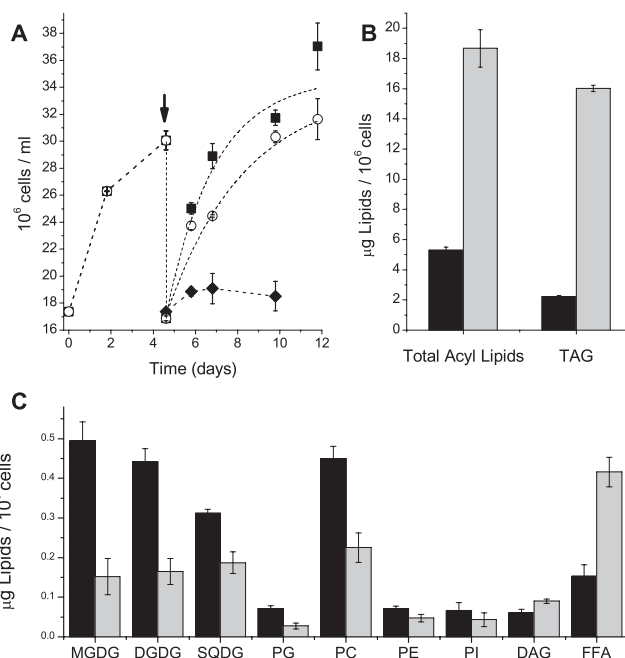 A
10⁶ cells / ml
38
36
34
32
30
28
26
24
22
20
18
16
0 2 4 6 8 10 12
Time (days)
B
µg Lipids / 10⁶ cells
20
18
16
14
12
10
8
6
4
2
0
Total Acyl Lipids TAG
C
µg Lipids / 10 cells
0.5
0.4
0.3
0.2
0.1
0.0
MGDG DGDG SQDG PG PC PE PI DAG FFA